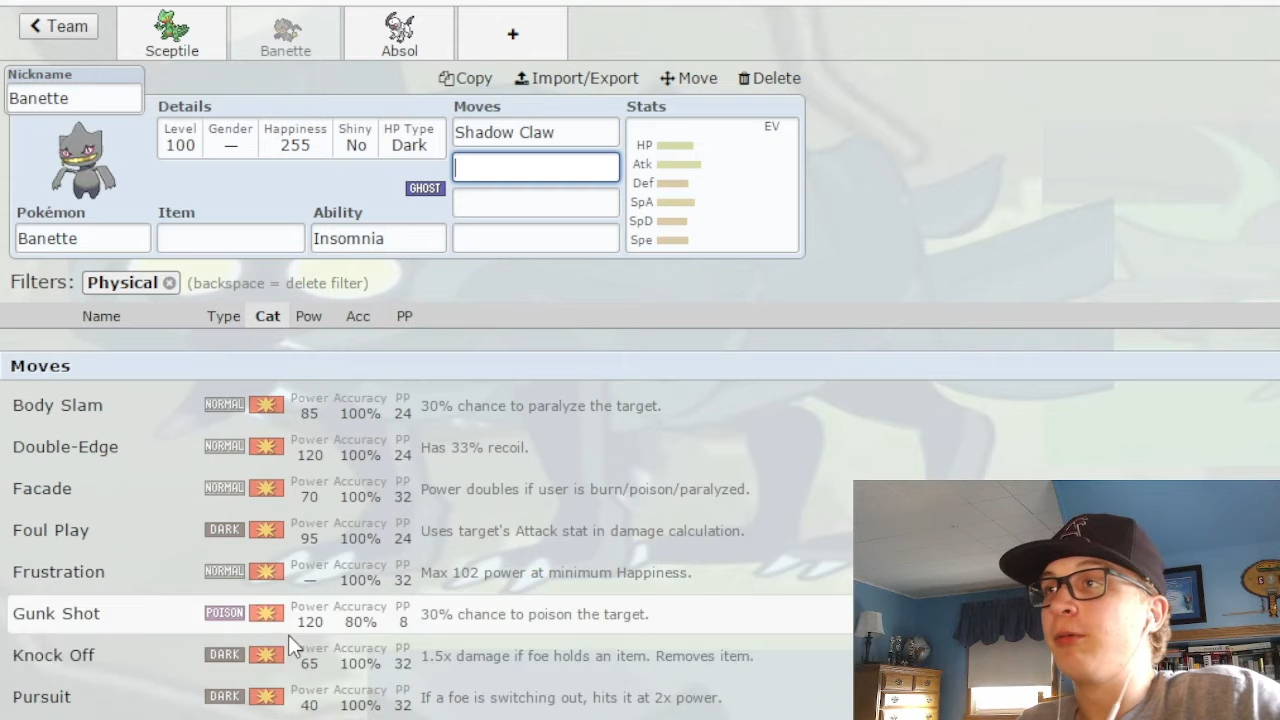 Team
Sceptile
Banette
Absol
+
Nickname
Banette
Copy Import/Export Move Delete
Details
Level Gender Happiness Shiny HP Type
100 — 255 No Dark
GHOST
Pokémon Item Ability
Banette Insomnia
Moves
Shadow Claw
Stats
EV
HP
Atk
Def
SpA
SpD
Spe
Filters: Physical (backspace = delete filter)
Name Type Cat Pow Acc PP
Moves
Body Slam NORMAL Power 85 Accuracy 100% PP 24 30% chance to paralyze the target.
Double-Edge NORMAL Power 120 Accuracy 100% PP 24 Has 33% recoil.
Facade NORMAL Power 70 Accuracy 100% PP 32 Power doubles if user is burn/poison/paralyzed.
Foul Play DARK Power 95 Accuracy 100% PP 24 Uses target's Attack stat in damage calculation.
Frustration NORMAL Power — Accuracy 100% PP 32 Max 102 power at minimum Happiness.
Gunk Shot POISON Power 120 Accuracy 80% PP 8 30% chance to poison the target.
Knock Off DARK Power 65 Accuracy 100% PP 32 1.5x damage if foe holds an item. Removes item.
Pursuit DARK Power 40 Accuracy 100% PP 32 If a foe is switching out, hits it at 2x power.